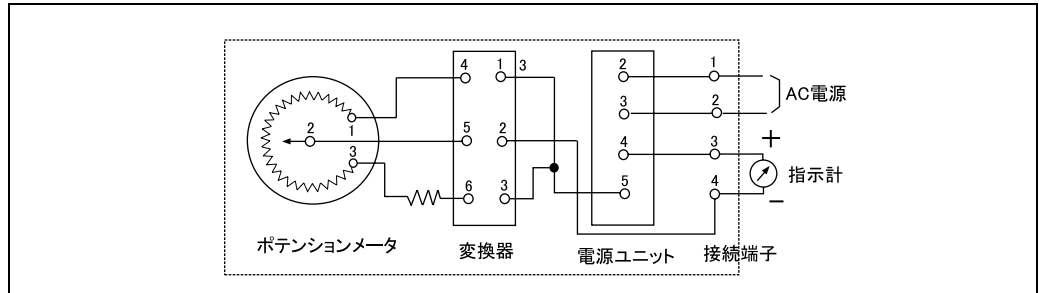 4 1 3 2 1
AC電源
3 2
2 1 5 2
3 4 3 +
指示計
6 3 5 4 −
ポテンションメータ 変換器 電源ユニット 接続端子